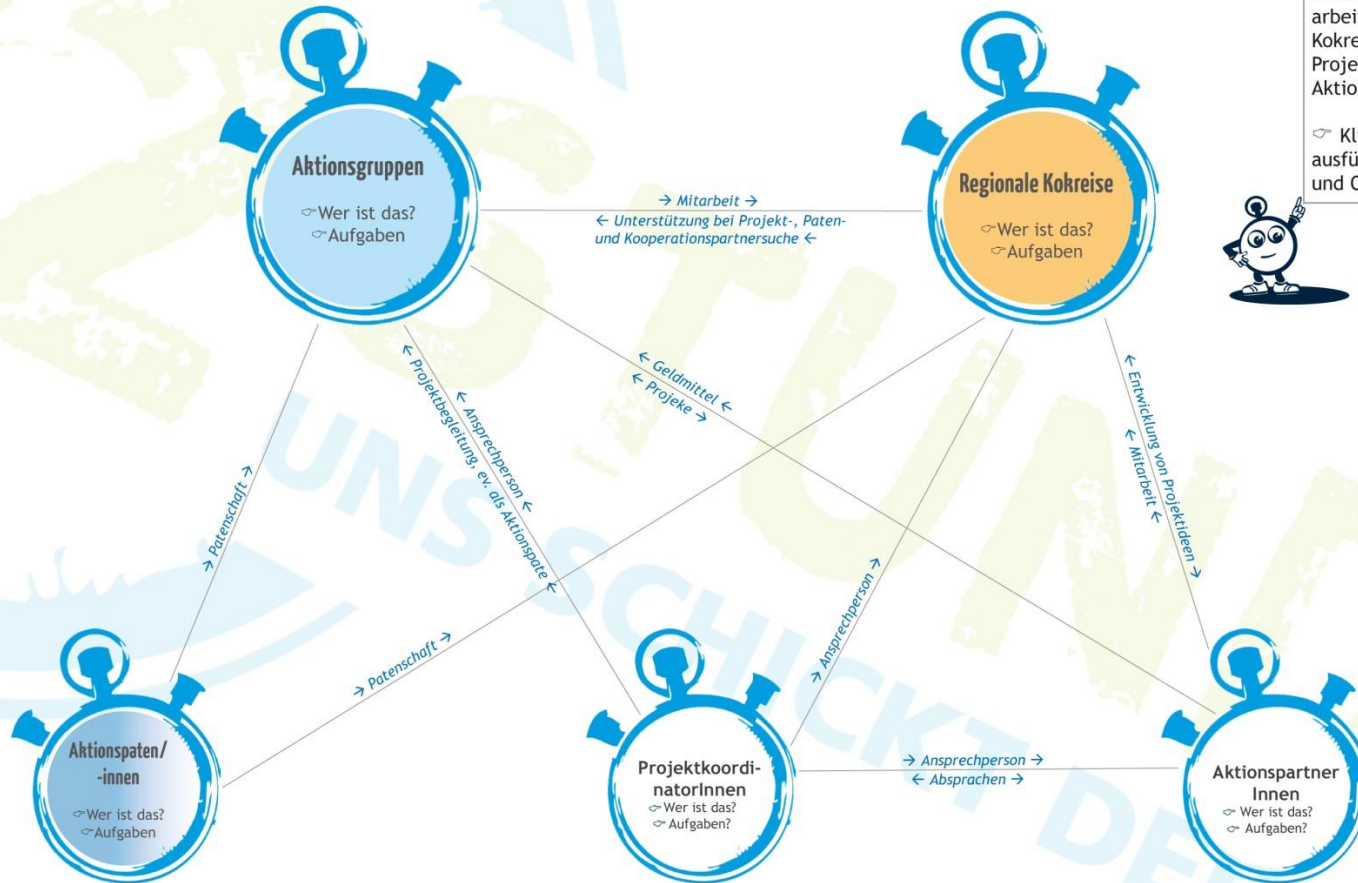 arbei
Kokre
Proje
Aktio
☞ Kl
ausfü
und
Aktionsgruppen
☞Wer ist das?
☞Aufgaben
→ Mitarbeit →
← Unterstützung bei Projekt-, Paten-
und Kooperationspartnersuche ←
Regionale Kokreise
☞Wer ist das?
☞Aufgaben
← Geldmittel ←
← Projeke →
← Ansprechperson ←
← Projektbegleitung, ev. als Aktionspate ←
← Entwicklung von Projektideen →
← Mitarbeit ←
→ Patenschaft →
→ Patenschaft →
→ Ansprechperson →
Aktionspaten/
-innen
☞Wer ist das?
☞Aufgaben
Projektkoordi-
natorInnen
☞Wer ist das?
☞ Aufgaben?
→ Ansprechperson →
← Absprachen →
Aktionspartner
Innen
☞ Wer ist das?
☞ Aufgaben?
UNS SCHICKT DE